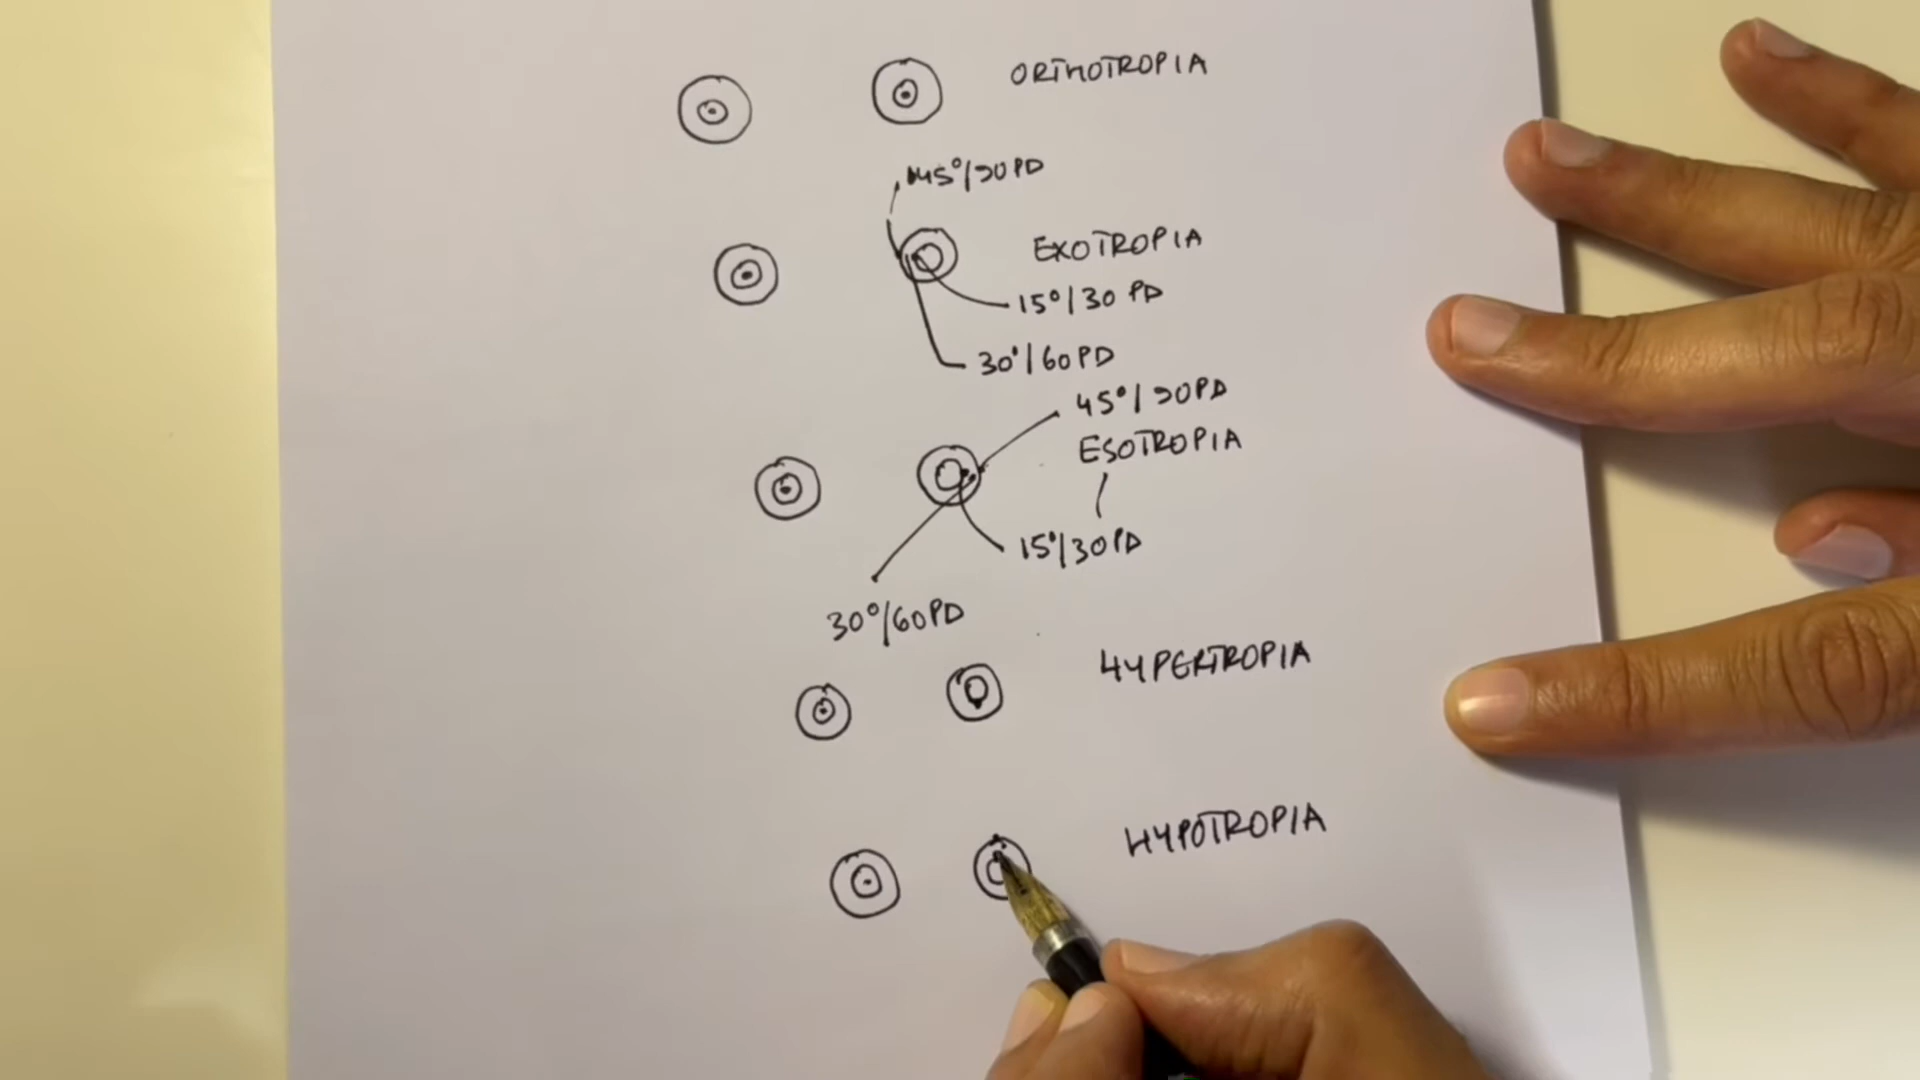 ORTHOTROPIA
45°/90PD
EXOTROPIA
15°/30 PD
30°/60PD
45°/90PD
ESOTROPIA
15°/30PD
30°/60PD
HYPERTROPIA
HYPOTROPIA